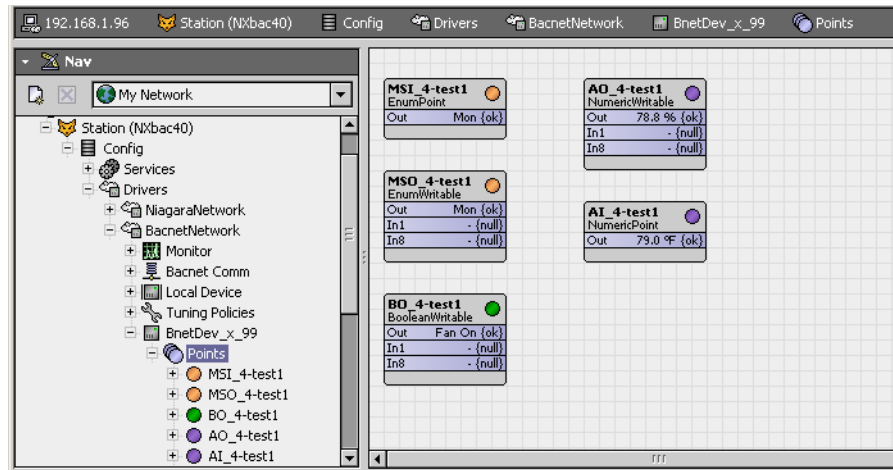 192.168.1.96 Station (NXbac40) Config Drivers BacnetNetwork BnetDev_x_99 Points
Nav
My Network
Station (NXbac40)
Config
Services
Drivers
NiagaraNetwork
BacnetNetwork
Monitor
Bacnet Comm
Local Device
Tuning Policies
BnetDev_x_99
Points
MSI_4-test1
MSO_4-test1
BO_4-test1
AO_4-test1
AI_4-test1
MSI_4-test1
EnumPoint
Out Mon {ok}
MSO_4-test1
EnumWritable
Out Mon {ok}
In1 - {null}
In8 - {null}
BO_4-test1
BooleanWritable
Out Fan On {ok}
In1 - {null}
In8 - {null}
AO_4-test1
NumericWritable
Out 78.8 % {ok}
In1 - {null}
In8 - {null}
AI_4-test1
NumericPoint
Out 79.0 ºF {ok}